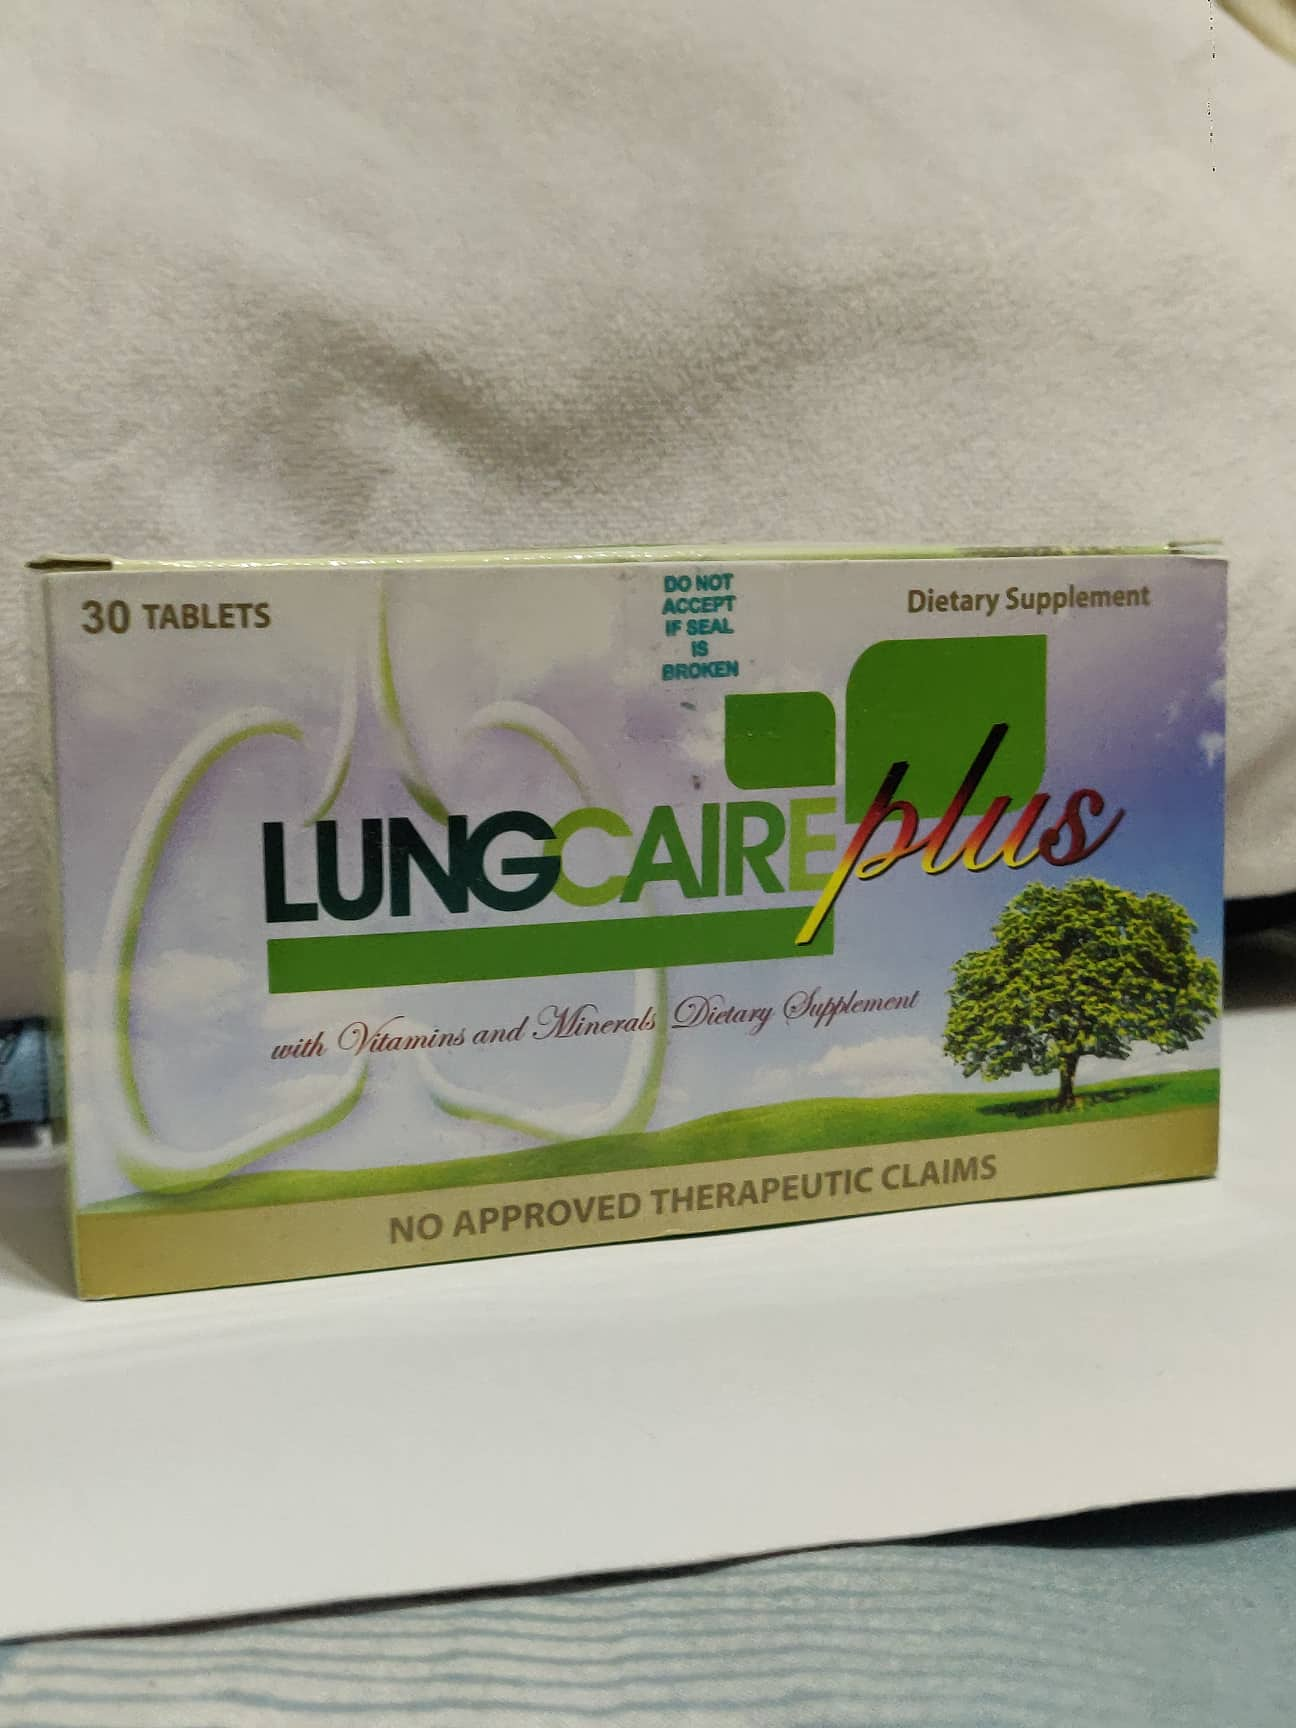 30 TABLETS
DO NOT
ACCEPT
IF SEAL
IS
BROKEN
Dietary Supplement
LUNGCAIRE plus
with Vitamins and Minerals Dietary Supplement
NO APPROVED THERAPEUTIC CLAIMS